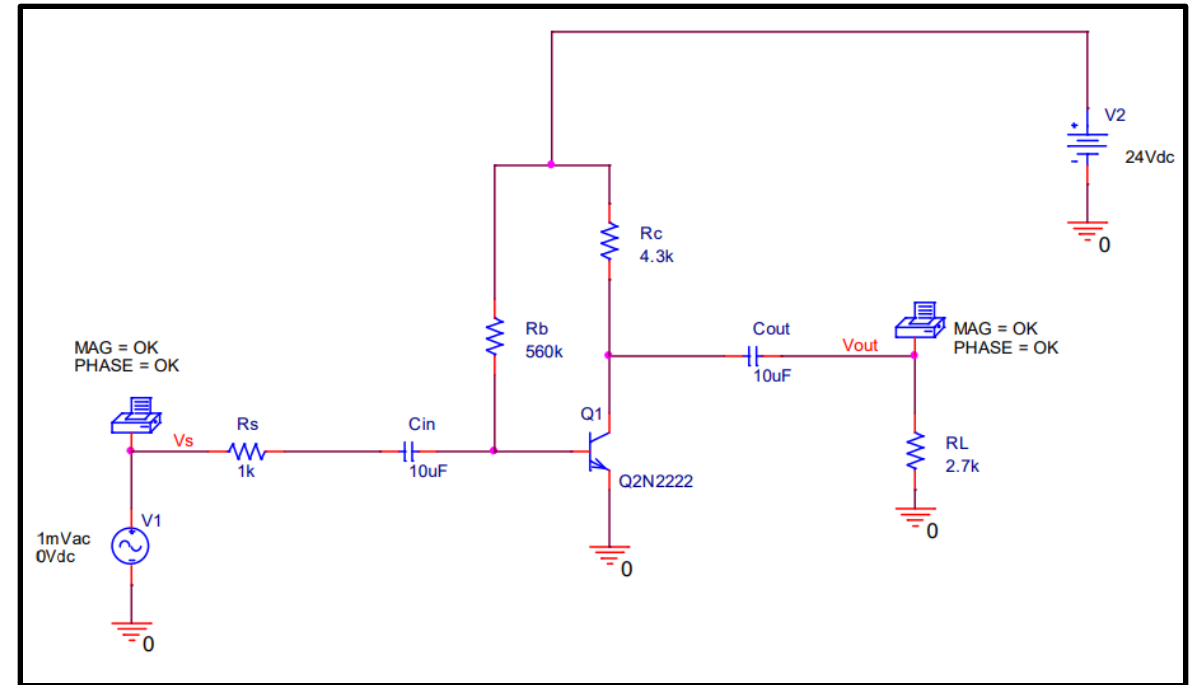 V2
24Vdc
0
Rc
4.3k
Rb
560k
Cout
10uF
Vout
MAG = OK
PHASE = OK
MAG = OK
PHASE = OK
Vs
Rs
1k
Cin
10uF
Q1
Q2N2222
0
RL
2.7k
0
V1
1mVac
0Vdc
0